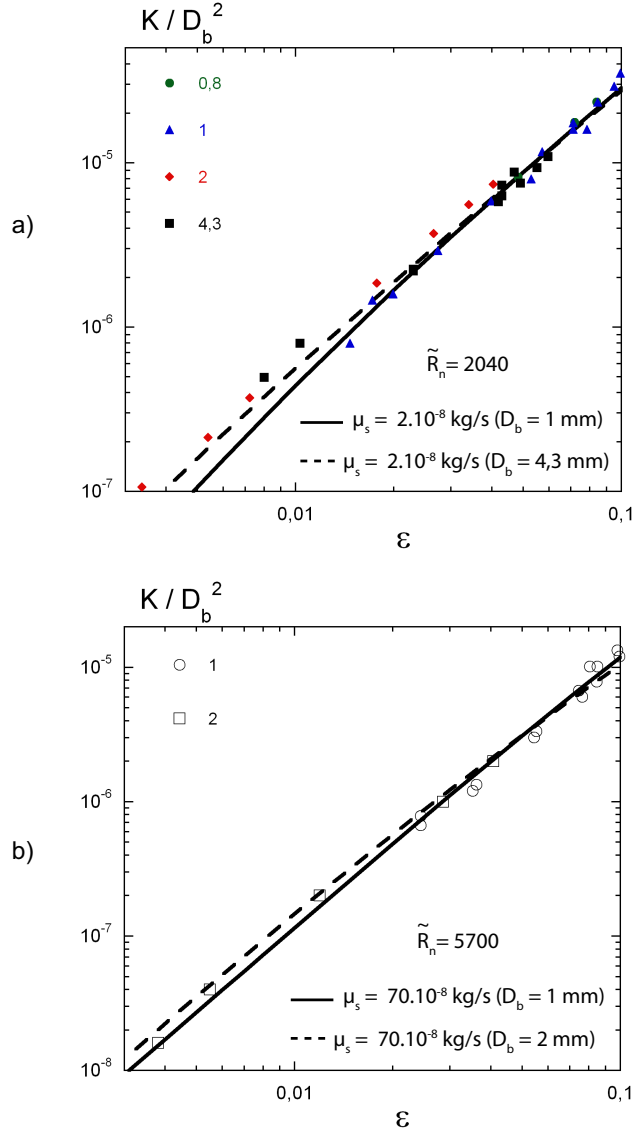 K / D_b^2
a)
10^-5
10^-6
10^-7
0,8
1
2
4,3
R̃_n = 2040
μ_s = 2.10^-8 kg/s (D_b = 1 mm)
μ_s = 2.10^-8 kg/s (D_b = 4,3 mm)
0,01
0,1
ε
K / D_b^2
b)
10^-5
10^-6
10^-7
10^-8
1
2
R̃_n = 5700
μ_s = 70.10^-8 kg/s (D_b = 1 mm)
μ_s = 70.10^-8 kg/s (D_b = 2 mm)
0,01
0,1
ε